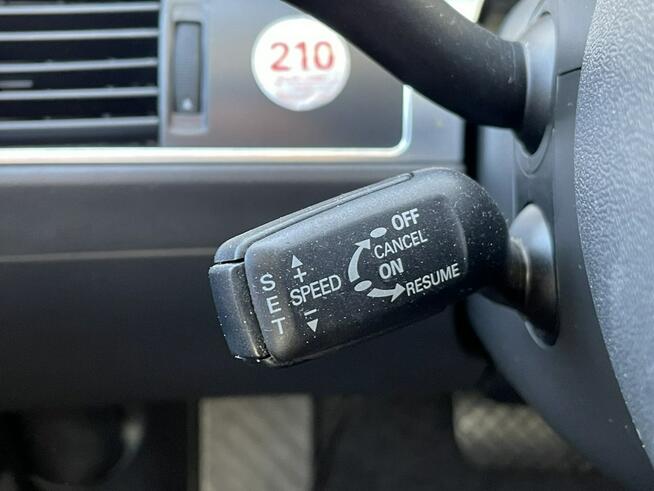 210
OFF
CANCEL
ON
RESUME
+
SPEED
−
SET